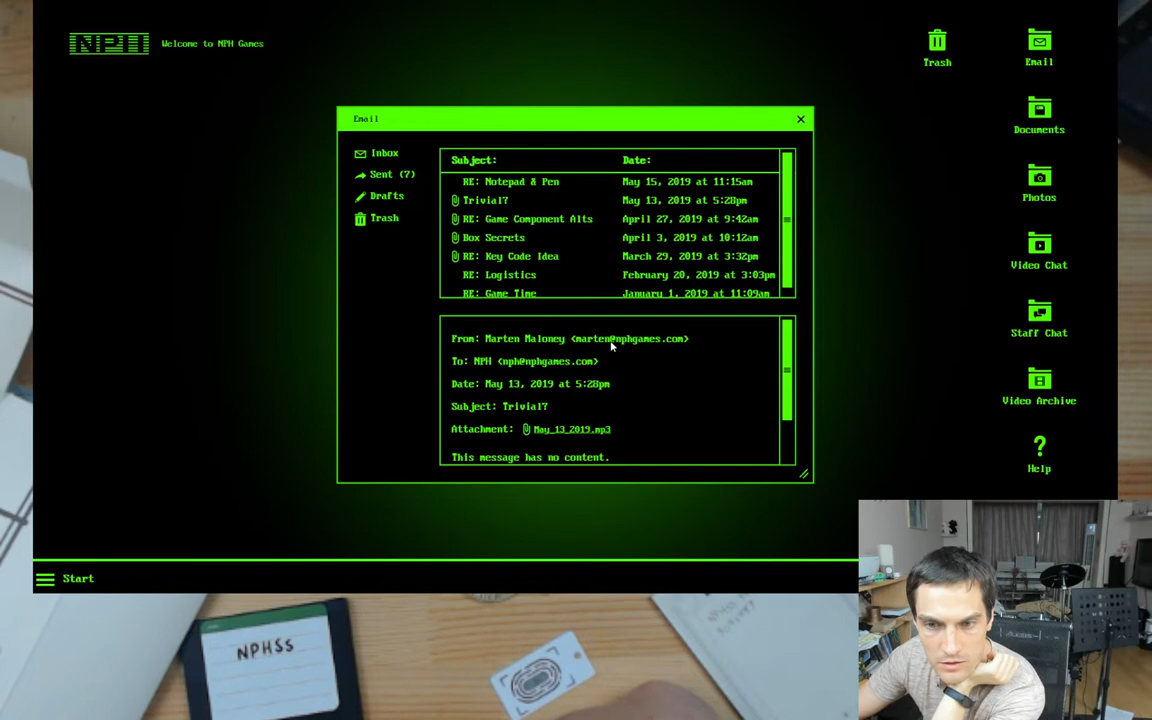 NPH Welcome to NPH Games
Trash
Email
Documents
Photos
Video Chat
Staff Chat
Video Archive
Help
Email
Inbox
Sent (7)
Drafts
Trash
Subject: Date:
RE: Notepad & Pen May 15, 2019 at 11:15am
Trivial? May 13, 2019 at 5:28pm
RE: Game Component Alts April 27, 2019 at 9:42am
Box Secrets April 3, 2019 at 10:12am
RE: Key Code Idea March 29, 2019 at 3:32pm
RE: Logistics February 20, 2019 at 3:03pm
RE: Game Time January 1, 2019 at 11:09am
From: Marten Maloney <marten@nphgames.com>
To: NPH <nph@nphgames.com>
Date: May 13, 2019 at 5:28pm
Subject: Trivial?
Attachment: May_13_2019.mp3
This message has no content.
Start
NPHSS